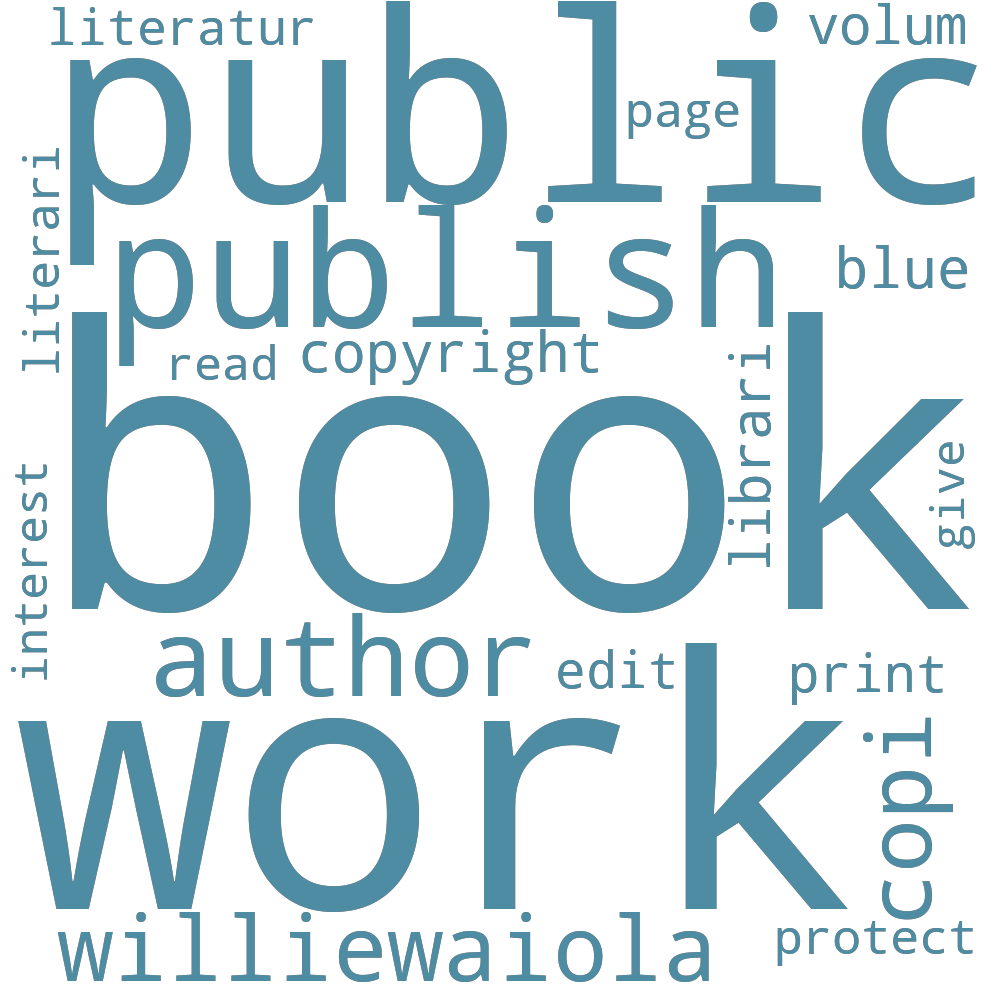 literatur
volum
public
page
literari
publish
blue
read
copyright
book
librari
give
interest
author
edit
print
work
copi
williewaiola
protect